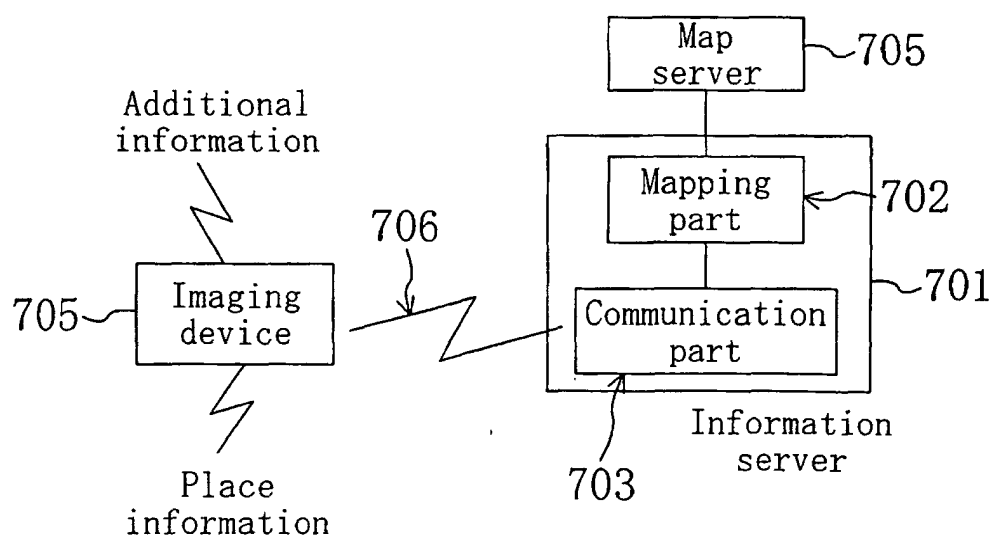 Map
server
705
Additional
information
Mapping
part
702
706
701
705
Imaging
device
Communication
part
Information
server
703
Place
information